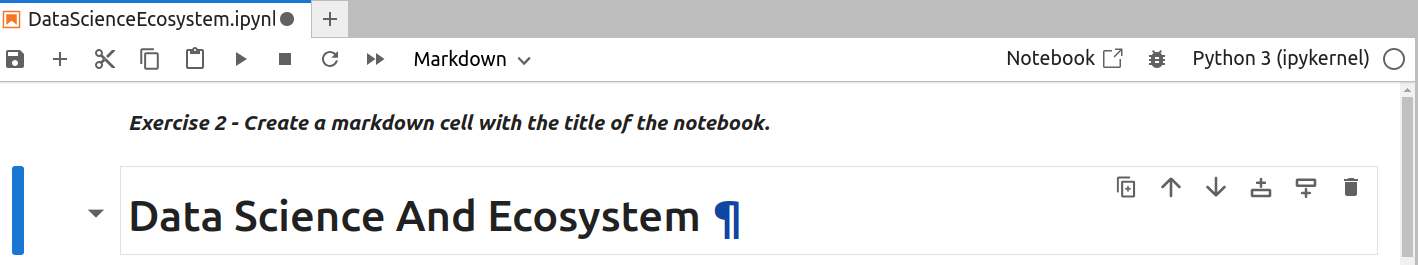 DataScienceEcosystem.ipynl
Markdown
Notebook
Python 3 (ipykernel)
Exercise 2 - Create a markdown cell with the title of the notebook.
Data Science And Ecosystem ¶